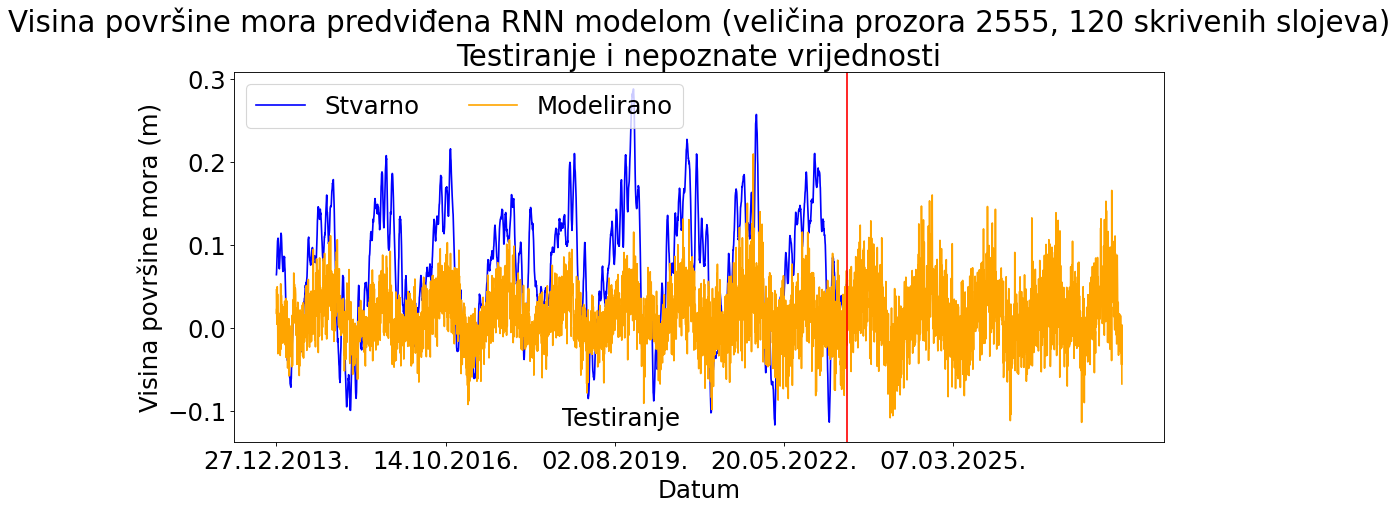 Visina površine mora predviđena RNN modelom (veličina prozora 2555, 120 skrivenih slojeva)
Testiranje i nepoznate vrijednosti
Stvarno
Modelirano
Visina površine mora (m)
0.3
0.2
0.1
0.0
−0.1
Testiranje
27.12.2013.
14.10.2016.
02.08.2019.
20.05.2022.
07.03.2025.
Datum